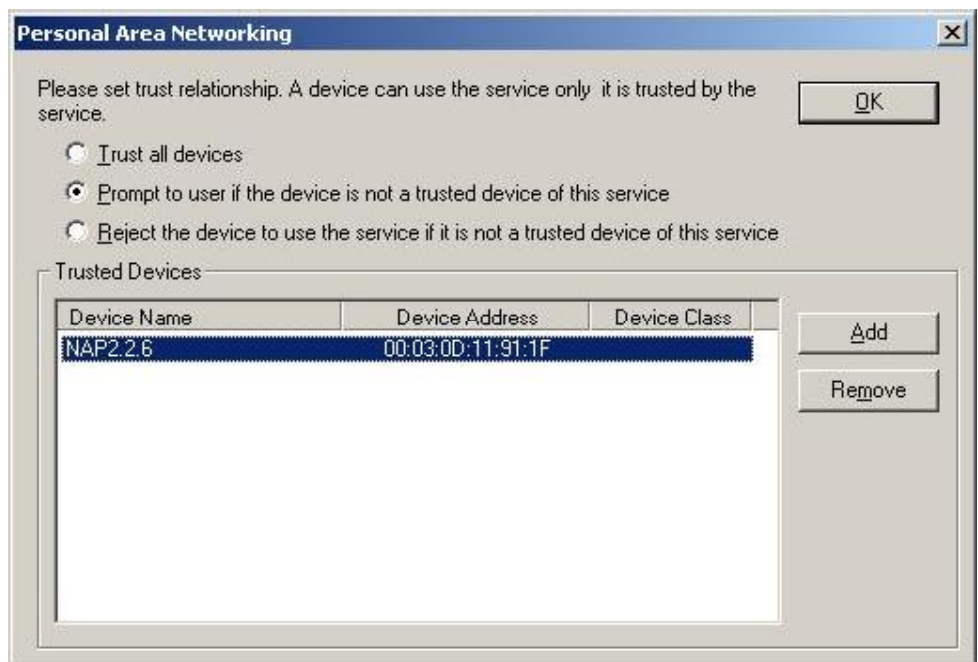 Personal Area Networking
Please set trust relationship. A device can use the service only it is trusted by the
service.
OK
Trust all devices
Prompt to user if the device is not a trusted device of this service
Reject the device to use the service if it is not a trusted device of this service
Trusted Devices
Device Name Device Address Device Class
NAP2.2.6 00:03:0D:11:91:1F
Add
Remove